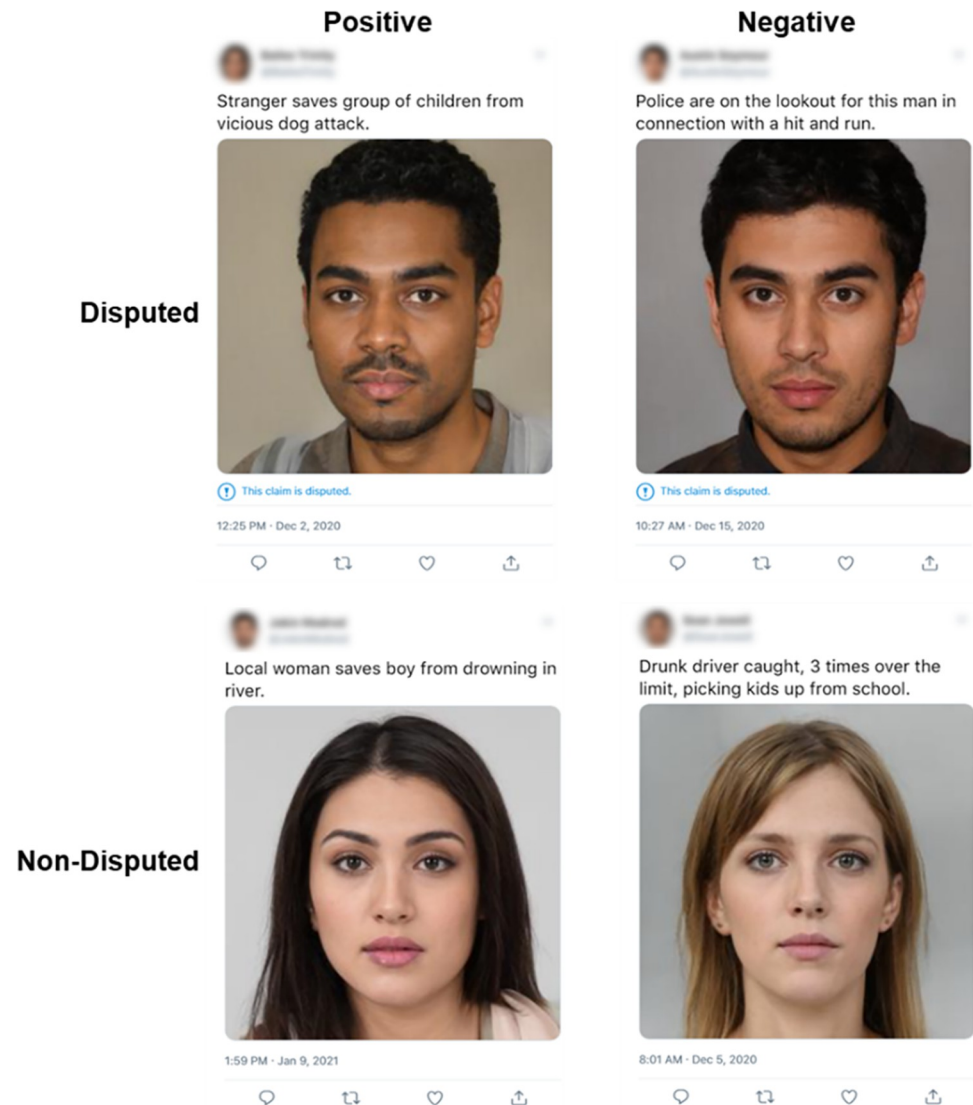 Positive
Negative
Stranger saves group of children from
vicious dog attack.
Police are on the lookout for this man in
connection with a hit and run.
Disputed
This claim is disputed.
This claim is disputed.
12:25 PM · Dec 2, 2020
10:27 AM · Dec 15, 2020
Local woman saves boy from drowning in
river.
Drunk driver caught, 3 times over the
limit, picking kids up from school.
Non-Disputed
1:59 PM · Jan 9, 2021
8:01 AM · Dec 5, 2020